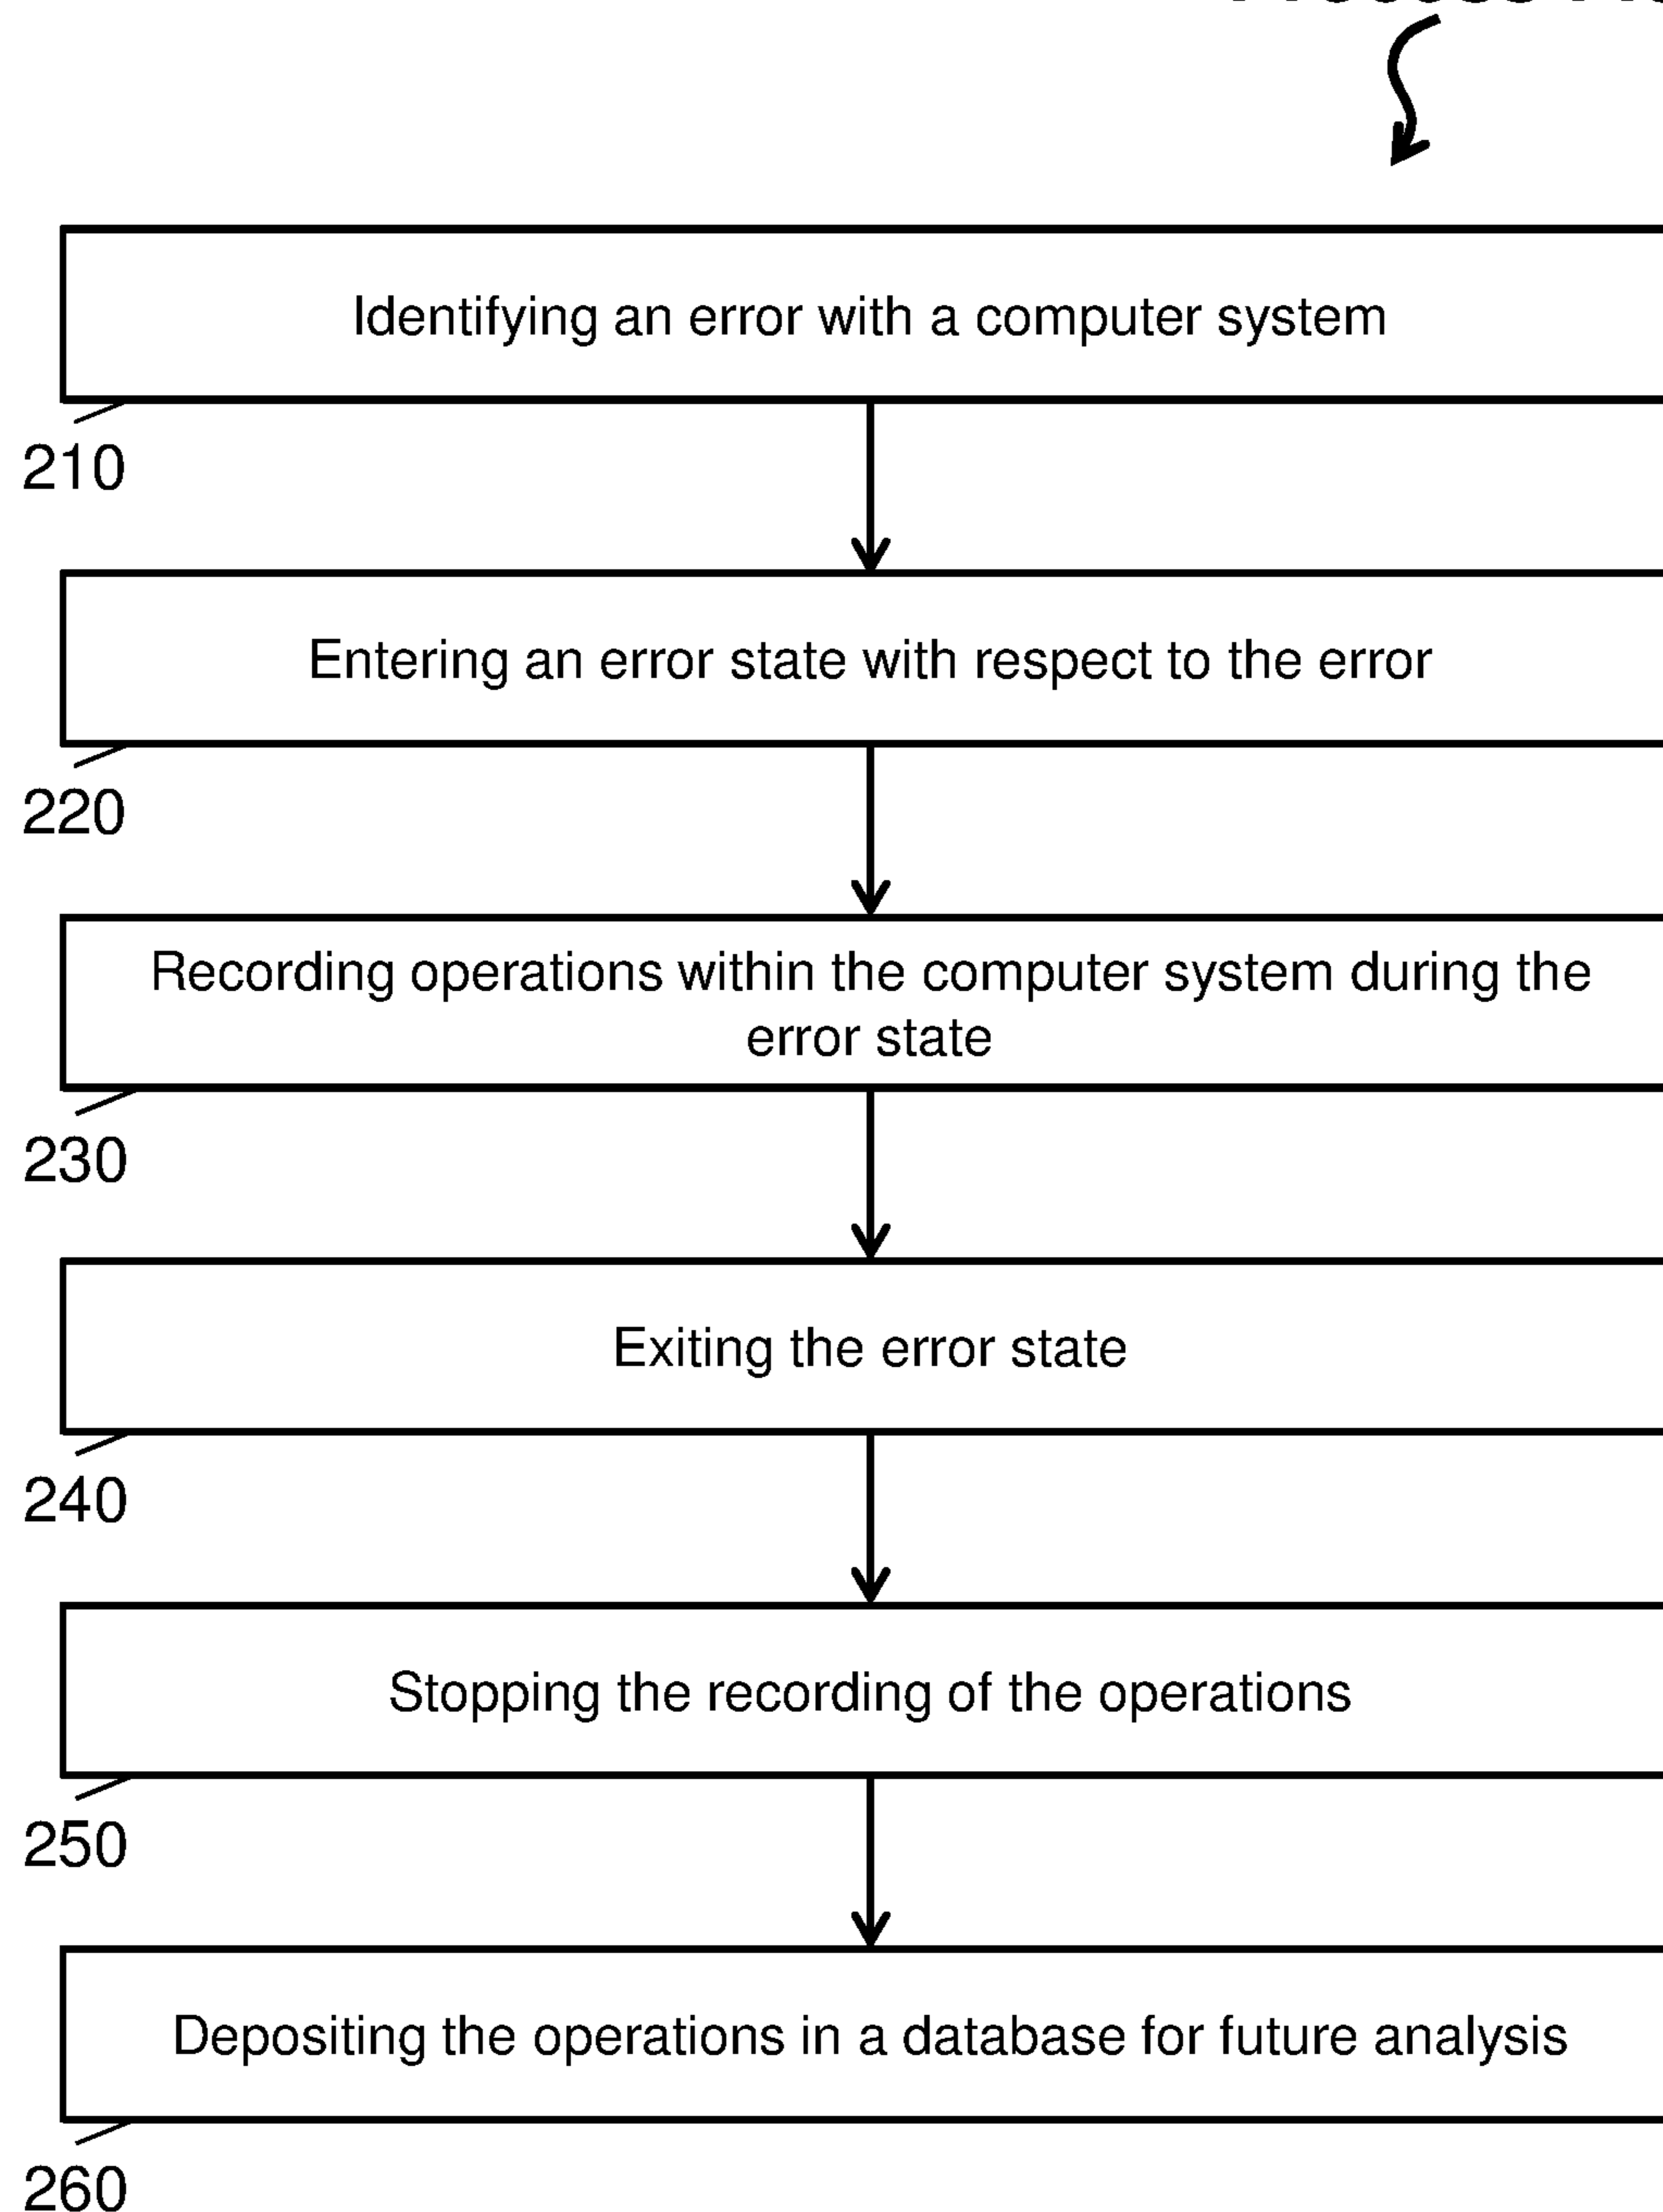 Identifying an error with a computer system
210
Entering an error state with respect to the error
220
Recording operations within the computer system during the
error state
230
Exiting the error state
240
Stopping the recording of the operations
250
Depositing the operations in a database for future analysis
260